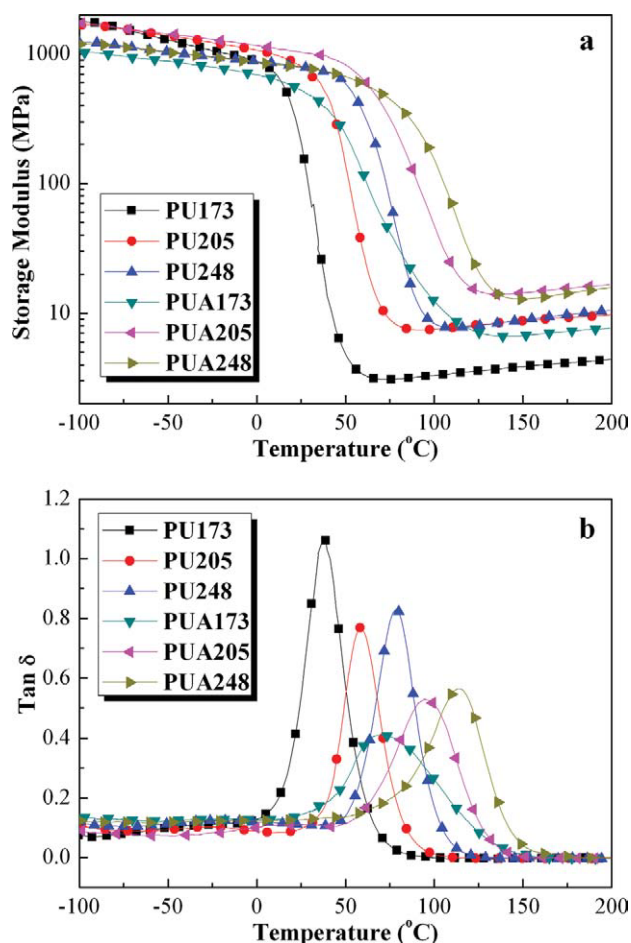 a
1000
100
10
Storage Modulus (MPa)
PU173
PU205
PU248
PUA173
PUA205
PUA248
-100 -50 0 50 100 150 200
Temperature (°C)
b
1.2
1.0
0.8
0.6
0.4
0.2
0.0
Tan δ
PU173
PU205
PU248
PUA173
PUA205
PUA248
-100 -50 0 50 100 150 200
Temperature (°C)